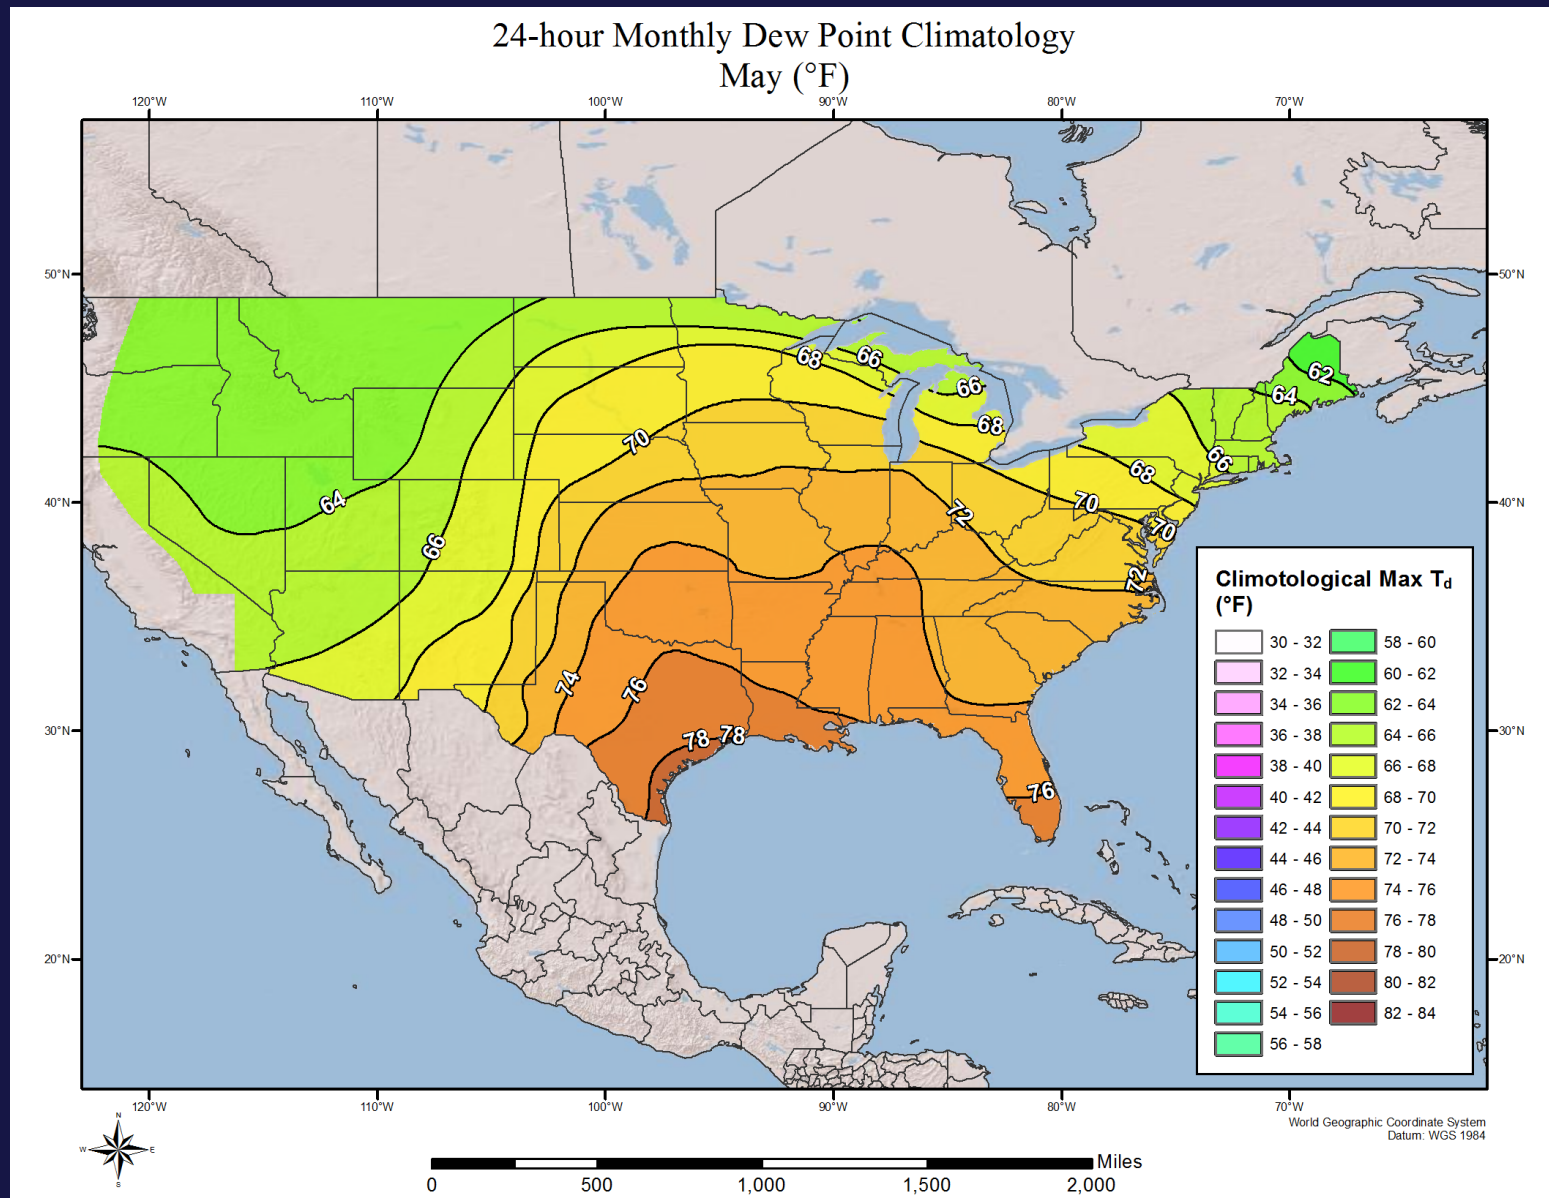 24-hour Monthly Dew Point Climatology
May (°F)
120°W 110°W 100°W 90°W 80°W 70°W
50°N 50°N
68 66
62
66
64
68
70
66
68
64 70
72
70
66
72
Climotological Max Td
(°F)
30 - 32 58 - 60
32 - 34 60 - 62
34 - 36 62 - 64
36 - 38 64 - 66
38 - 40 66 - 68
40 - 42 68 - 70
42 - 44 70 - 72
44 - 46 72 - 74
46 - 48 74 - 76
48 - 50 76 - 78
50 - 52 78 - 80
52 - 54 80 - 82
54 - 56 82 - 84
56 - 58
40°N 40°N
74
76
30°N 30°N
78 78
76
20°N 20°N
120°W 110°W 100°W 90°W 80°W 70°W
N
W E
S
World Geographic Coordinate System
Datum: WGS 1984
Miles
0 500 1,000 1,500 2,000